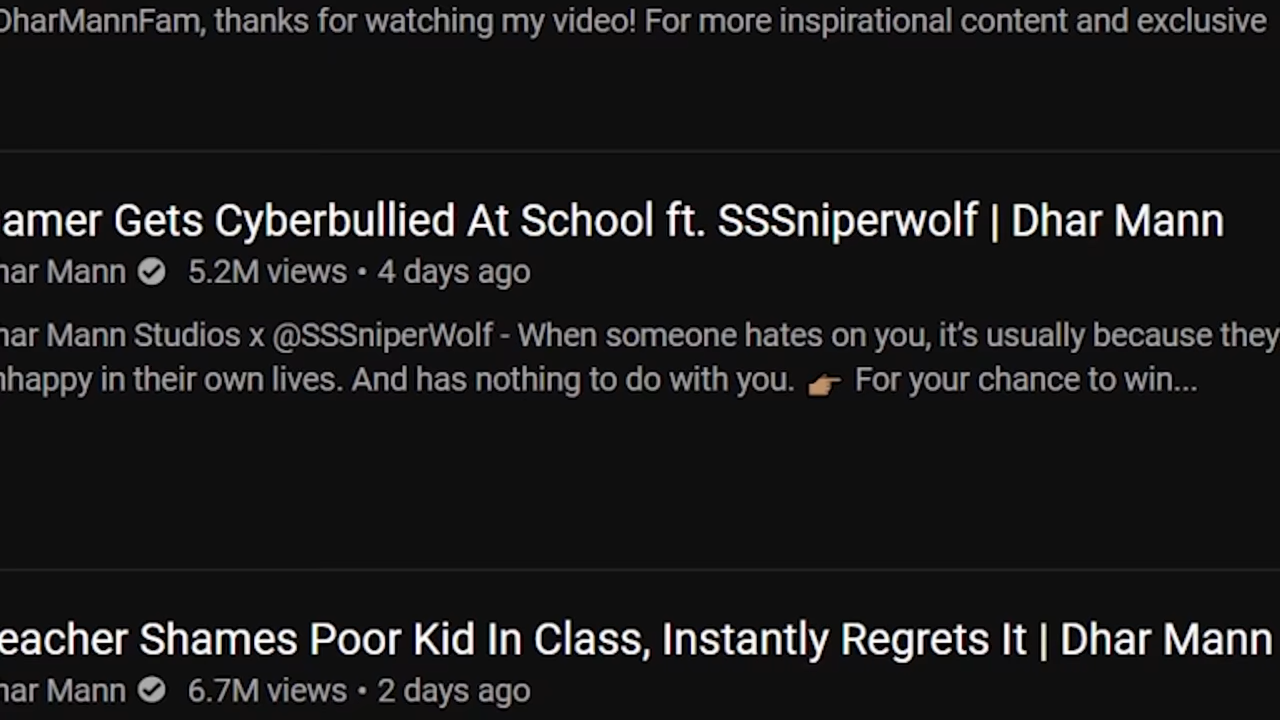 DharMannFam, thanks for watching my video! For more inspirational content and exclusive
amer Gets Cyberbullied At School ft. SSSniperwolf | Dhar Mann
har Mann 5.2M views • 4 days ago
har Mann Studios x @SSSniperWolf - When someone hates on you, it's usually because they
nhappy in their own lives. And has nothing to do with you. 👉🏽 For your chance to win...
eacher Shames Poor Kid In Class, Instantly Regrets It | Dhar Mann
har Mann 6.7M views • 2 days ago